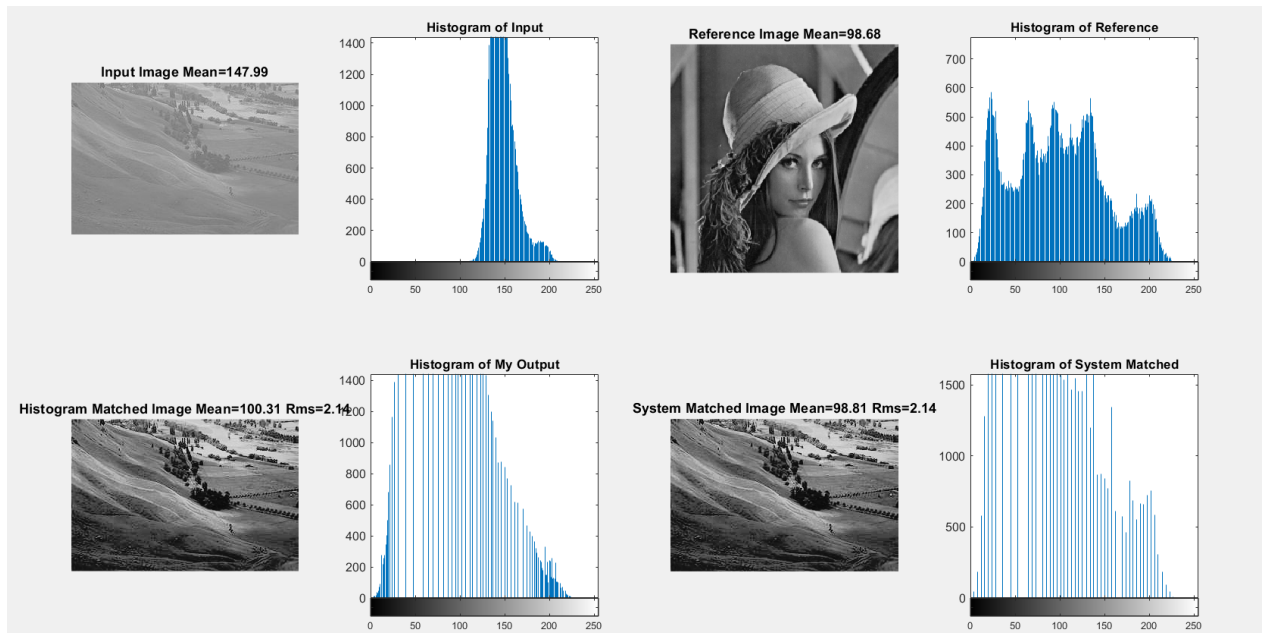 Input Image Mean=147.99
Histogram of Input
1400
1200
1000
800
600
400
200
0
0 50 100 150 200 250
Reference Image Mean=98.68
Histogram of Reference
700
600
500
400
300
200
100
0
0 50 100 150 200 250
Histogram Matched Image Mean=100.31 Rms=2.14
Histogram of My Output
1400
1200
1000
800
600
400
200
0
0 50 100 150 200 250
System Matched Image Mean=98.81 Rms=2.14
Histogram of System Matched
1500
1000
500
0
0 50 100 150 200 250